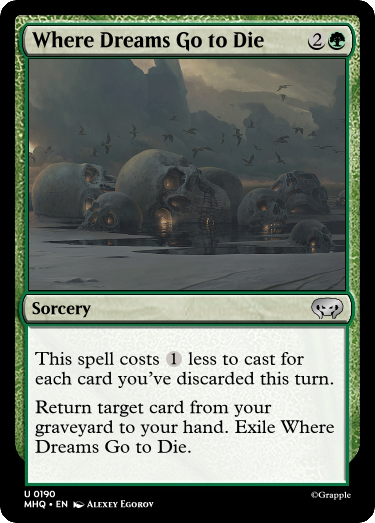 Where Dreams Go to Die 2
Sorcery
This spell costs 1 less to cast for
each card you've discarded this turn.
Return target card from your
graveyard to your hand. Exile Where
Dreams Go to Die.
U 0190
MHQ • EN Alexey Egorov
©Grapple